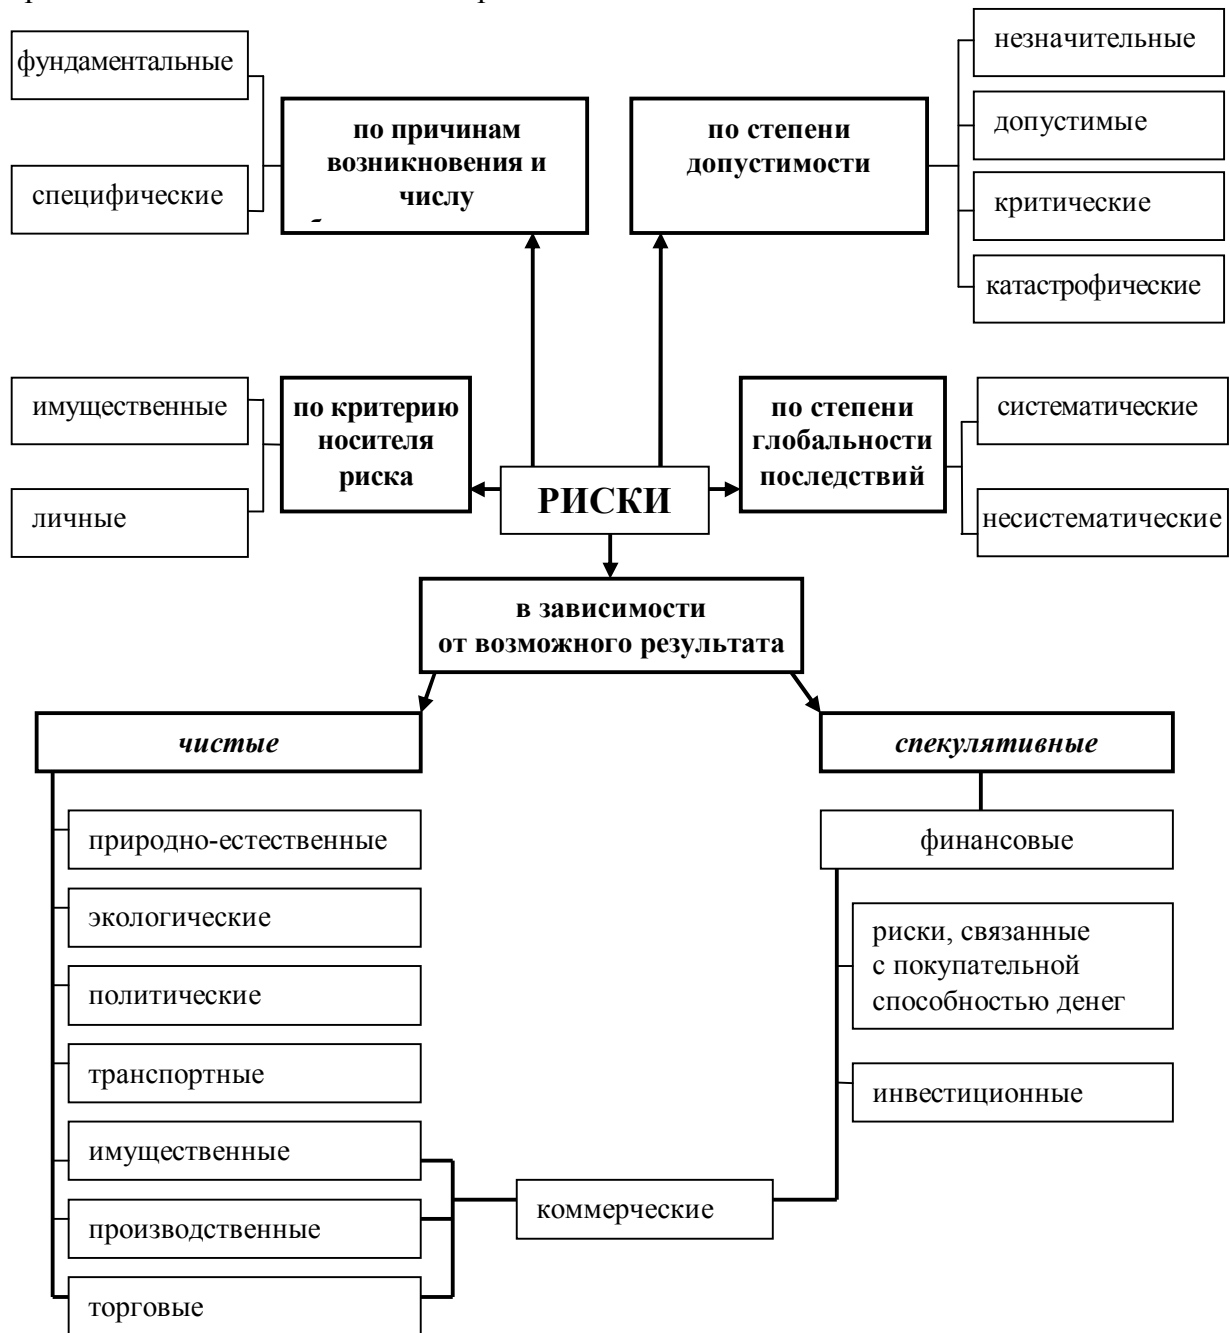 фундаментальные
специфические
по причинам
возникновения и
числу
по степени
допустимости
незначительные
допустимые
критические
катастрофические
имущественные
личные
по критерию
носителя
риска
РИСКИ
по степени
глобальности
последствий
систематические
несистематические
в зависимости
от возможного результата
чистые
природно-естественные
экологические
политические
транспортные
имущественные
производственные
торговые
коммерческие
спекулятивные
финансовые
риски, связанные
с покупательной
способностью денег
инвестиционные